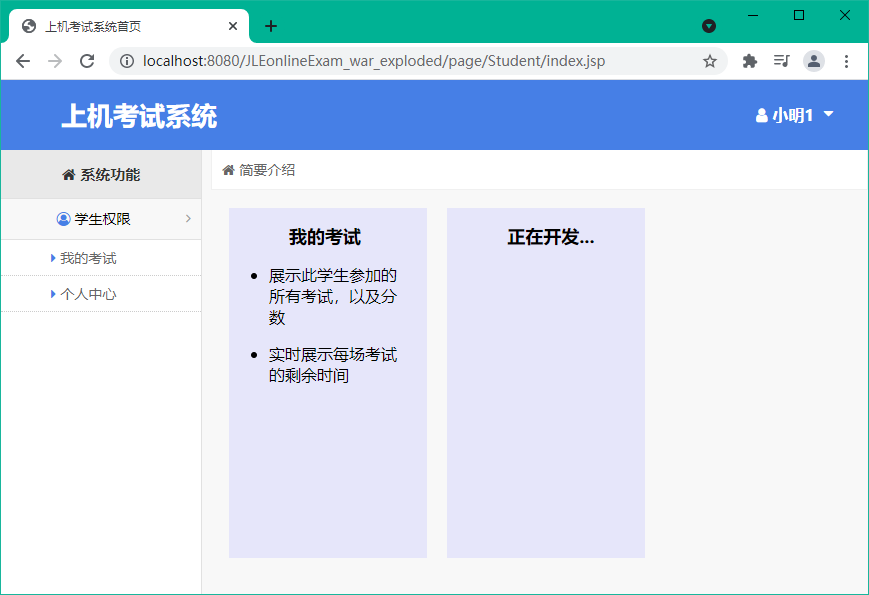 上机考试系统首页
localhost:8080/JLEonlineExam_war_exploded/page/Student/index.jsp
上机考试系统
小明1
系统功能
简要介绍
学生权限
我的考试
个人中心
我的考试
展示此学生参加的
所有考试，以及分
数
实时展示每场考试
的剩余时间
正在开发...